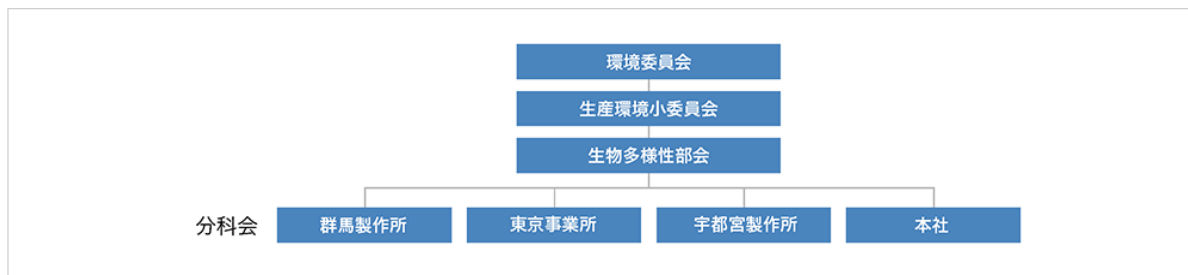 環境委員会
生産環境小委員会
生物多様性部会
分科会 群馬製作所 東京事業所 宇都宮製作所 本社